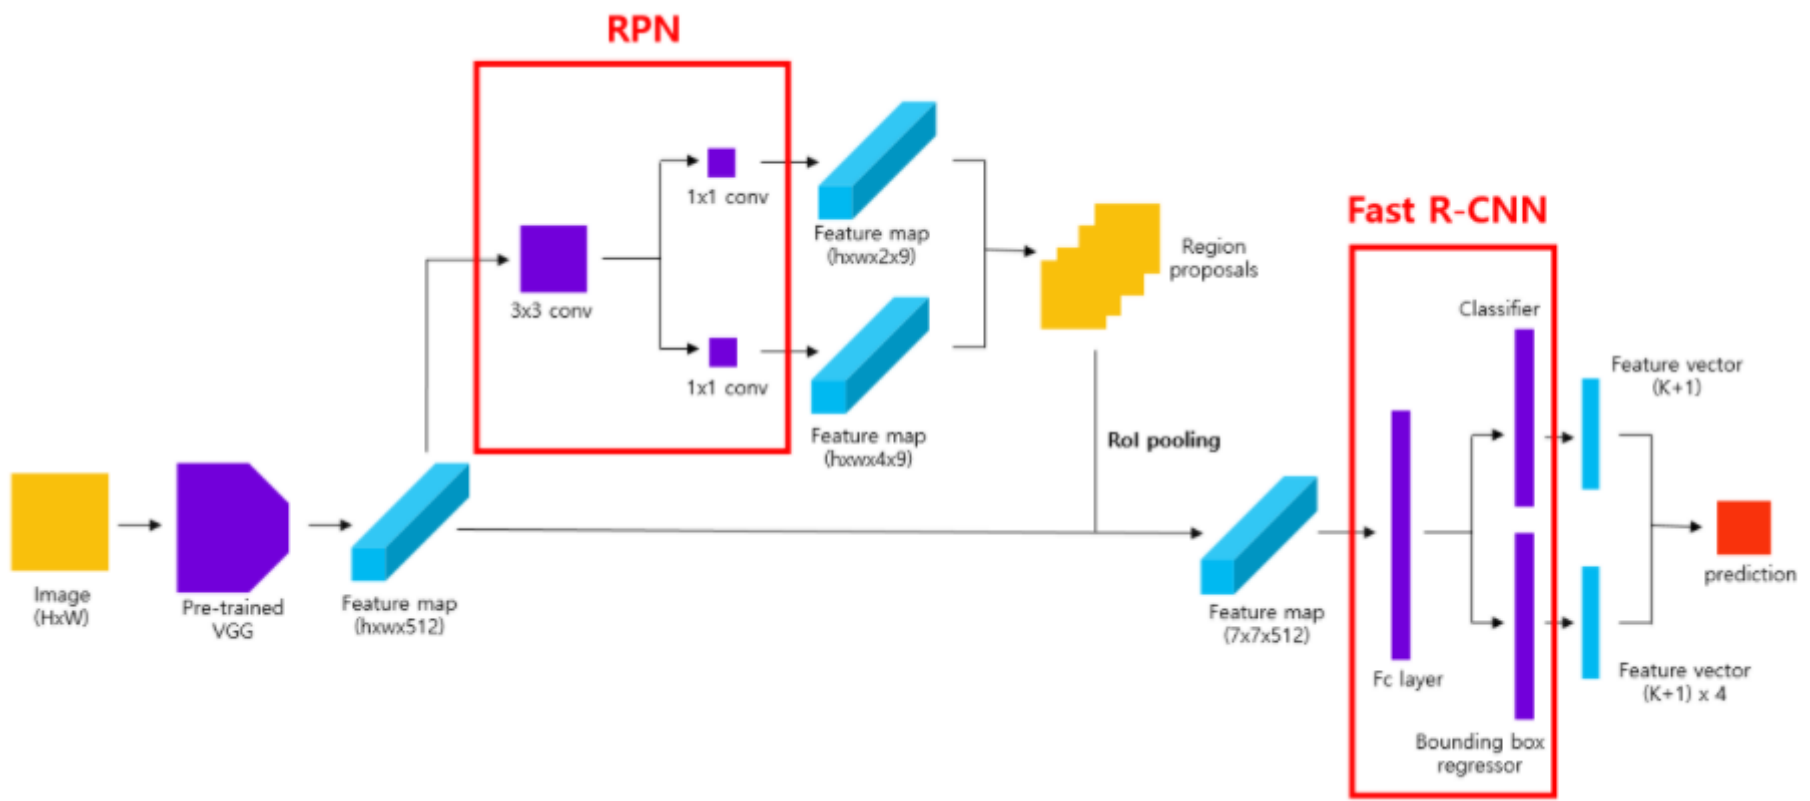 RPN
1x1 conv
3x3 conv
1x1 conv
Feature map
(hxwx2x9)
Feature map
(hxwx4x9)
Region
proposals
RoI pooling
Image
(HxW)
Pre-trained
VGG
Feature map
(hxwx512)
Feature map
(7x7x512)
Fast R-CNN
Classifier
Fc layer
Bounding box
regressor
Feature vector
(K+1)
Feature vector
(K+1) x 4
prediction